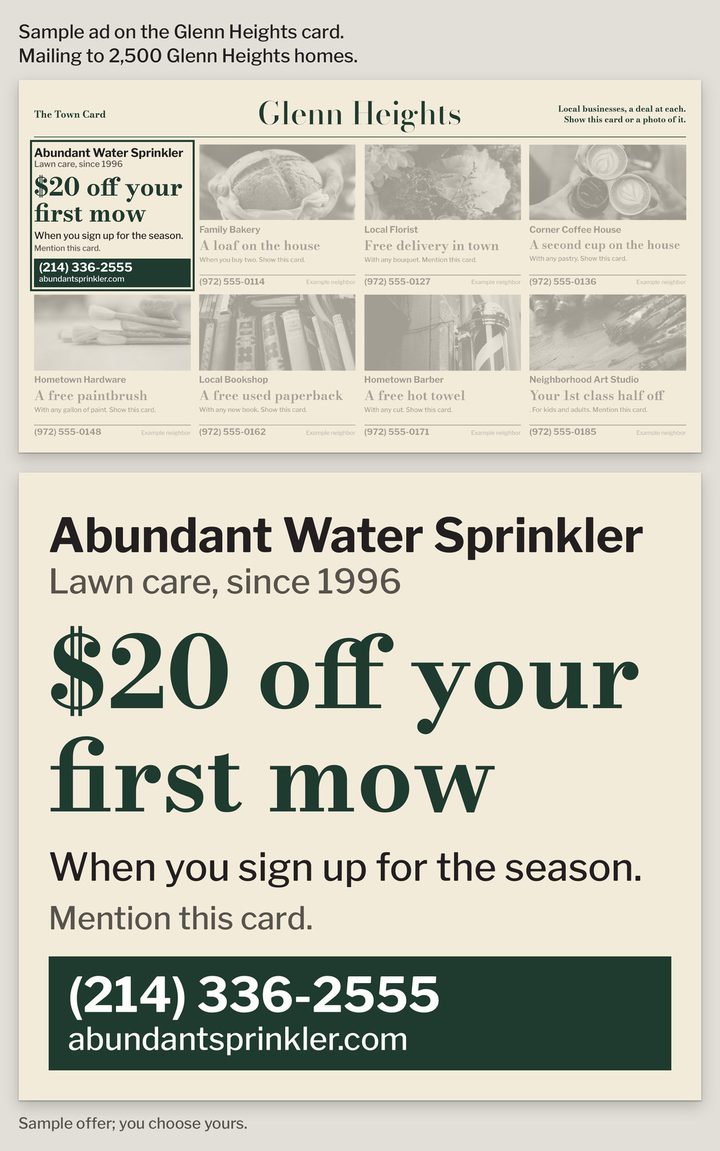 Sample ad on the Glenn Heights card.
Mailing to 2,500 Glenn Heights homes.
The Town Card
Glenn Heights
Local businesses, a deal at each.
Show this card or a photo of it.
Abundant Water Sprinkler
Lawn care, since 1996
$20 off your
first mow
When you sign up for the season.
Mention this card.
(214) 336-2555
abundantsprinkler.com
Family Bakery
A loaf on the house
When you buy two. Show this card.
(972) 555-0114
Example neighbor
Local Florist
Free delivery in town
With any bouquet. Mention this card.
(972) 555-0127
Example neighbor
Corner Coffee House
A second cup on the house
With any pastry. Show this card.
(972) 555-0136
Example neighbor
Hometown Hardware
A free paintbrush
With any gallon of paint. Show this card.
(972) 555-0148
Example neighbor
Local Bookshop
A free used paperback
With any new book. Show this card.
(972) 555-0162
Example neighbor
Hometown Barber
A free hot towel
With any cut. Show this card.
(972) 555-0171
Example neighbor
Neighborhood Art Studio
Your 1st class half off
For kids and adults. Mention this card.
(972) 555-0185
Example neighbor
Abundant Water Sprinkler
Lawn care, since 1996
$20 off your
first mow
When you sign up for the season.
Mention this card.
(214) 336-2555
abundantsprinkler.com
Sample offer; you choose yours.